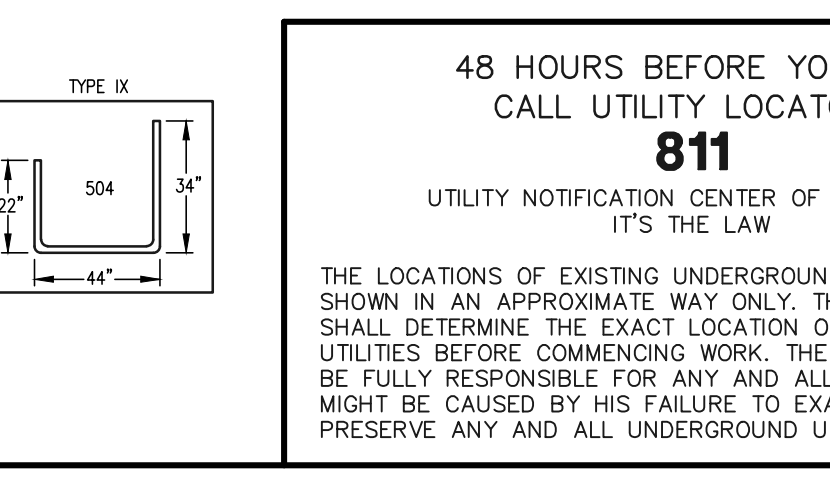 TYPE IX
504
34"
22"
44"
48 HOURS BEFORE YO
CALL UTILITY LOCAT
811
UTILITY NOTIFICATION CENTER OF
IT'S THE LAW
THE LOCATIONS OF EXISTING UNDERGROUN
SHOWN IN AN APPROXIMATE WAY ONLY. TH
SHALL DETERMINE THE EXACT LOCATION O
UTILITIES BEFORE COMMENCING WORK. THE
BE FULLY RESPONSIBLE FOR ANY AND ALL
MIGHT BE CAUSED BY HIS FAILURE TO EXA
PRESERVE ANY AND ALL UNDERGROUND U